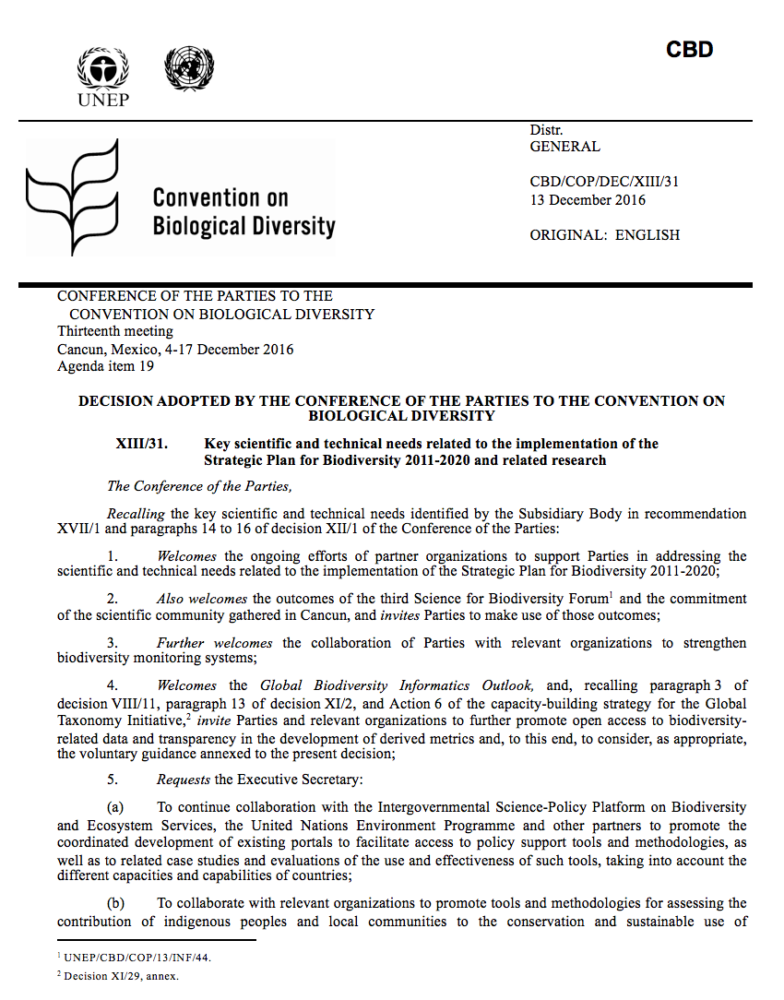 CBD
UNEP
Distr.
GENERAL
CBD/COP/DEC/XIII/31
13 December 2016
ORIGINAL: ENGLISH
Convention on
Biological Diversity
CONFERENCE OF THE PARTIES TO THE
CONVENTION ON BIOLOGICAL DIVERSITY
Thirteenth meeting
Cancun, Mexico, 4-17 December 2016
Agenda item 19
DECISION ADOPTED BY THE CONFERENCE OF THE PARTIES TO THE CONVENTION ON
BIOLOGICAL DIVERSITY
XIII/31. Key scientific and technical needs related to the implementation of the
Strategic Plan for Biodiversity 2011-2020 and related research
The Conference of the Parties,
Recalling the key scientific and technical needs identified by the Subsidiary Body in recommendation
XVII/1 and paragraphs 14 to 16 of decision XII/1 of the Conference of the Parties:
1. Welcomes the ongoing efforts of partner organizations to support Parties in addressing the
scientific and technical needs related to the implementation of the Strategic Plan for Biodiversity 2011-2020;
2. Also welcomes the outcomes of the third Science for Biodiversity Forum1 and the commitment
of the scientific community gathered in Cancun, and invites Parties to make use of those outcomes;
3. Further welcomes the collaboration of Parties with relevant organizations to strengthen
biodiversity monitoring systems;
4. Welcomes the Global Biodiversity Informatics Outlook, and, recalling paragraph 3 of
decision VIII/11, paragraph 13 of decision XI/2, and Action 6 of the capacity-building strategy for the Global
Taxonomy Initiative,2 invite Parties and relevant organizations to further promote open access to biodiversity-
related data and transparency in the development of derived metrics and, to this end, to consider, as appropriate,
the voluntary guidance annexed to the present decision;
5. Requests the Executive Secretary:
(a) To continue collaboration with the Intergovernmental Science-Policy Platform on Biodiversity
and Ecosystem Services, the United Nations Environment Programme and other partners to promote the
coordinated development of existing portals to facilitate access to policy support tools and methodologies, as
well as to related case studies and evaluations of the use and effectiveness of such tools, taking into account the
different capacities and capabilities of countries;
(b) To collaborate with relevant organizations to promote tools and methodologies for assessing the
contribution of indigenous peoples and local communities to the conservation and sustainable use of
1 UNEP/CBD/COP/13/INF/44.
2 Decision XI/29, annex.